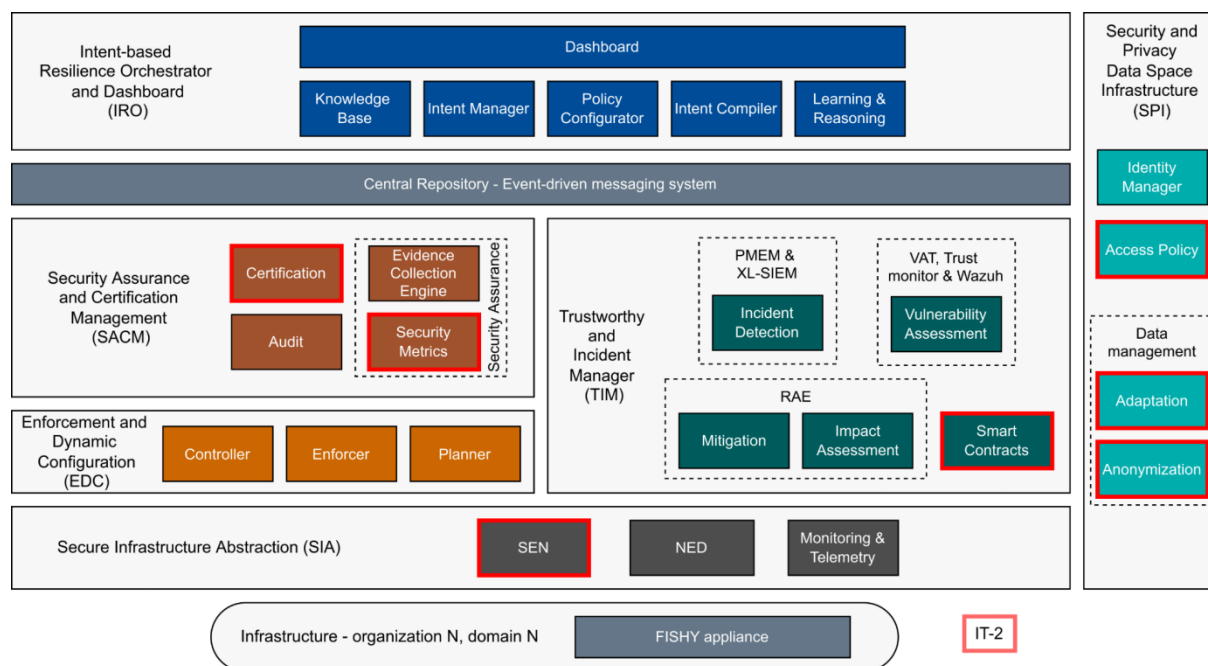 Intent-based
Resilience Orchestrator
and Dashboard
(IRO)
Dashboard
Knowledge
Base
Intent Manager
Policy
Configurator
Intent Compiler
Learning &
Reasoning
Security and
Privacy
Data Space
Infrastructure
(SPI)
Identity
Manager
Access Policy
Data
management
Adaptation
Anonymization
Central Repository - Event-driven messaging system
Security Assurance
and Certification
Management
(SACM)
Certification
Audit
Evidence
Collection
Engine
Security
Metrics
Security Assurance
Trustworthy
and
Incident
Manager
(TIM)
PMEM &
XL-SIEM
Incident
Detection
VAT, Trust
monitor & Wazuh
Vulnerability
Assessment
RAE
Mitigation
Impact
Assessment
Smart
Contracts
Enforcement and
Dynamic
Configuration
(EDC)
Controller
Enforcer
Planner
Secure Infrastructure Abstraction (SIA)
SEN
NED
Monitoring &
Telemetry
Infrastructure - organization N, domain N
FISHY appliance
IT-2